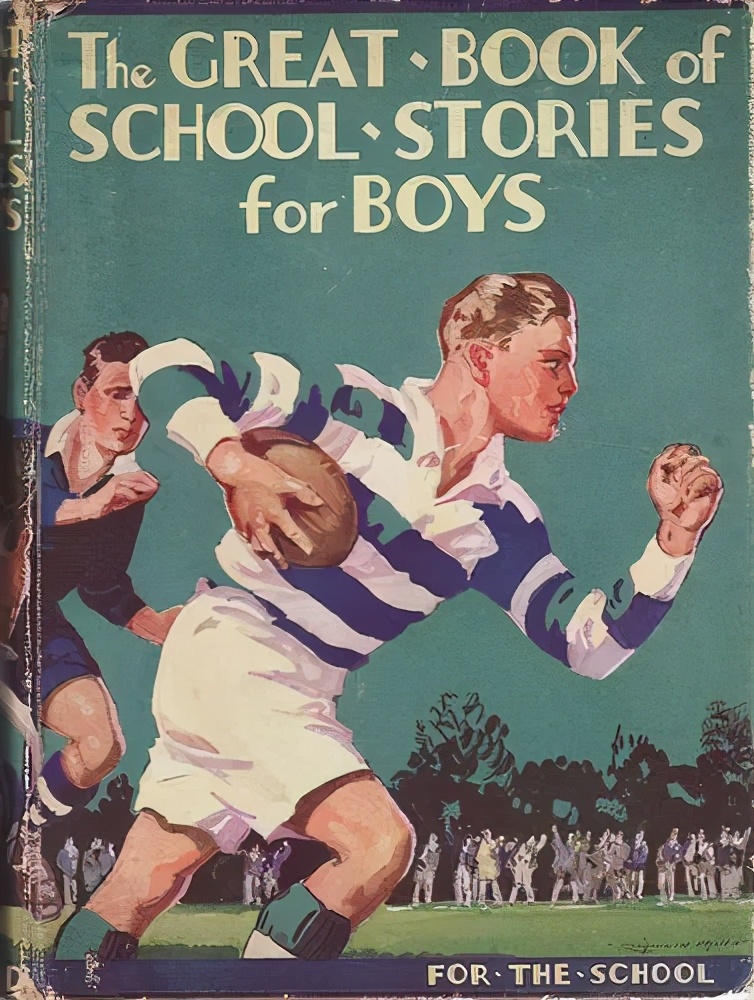 The GREAT · BOOK of
SCHOOL · STORIES
for BOYS
FOR · THE · SCHOOL